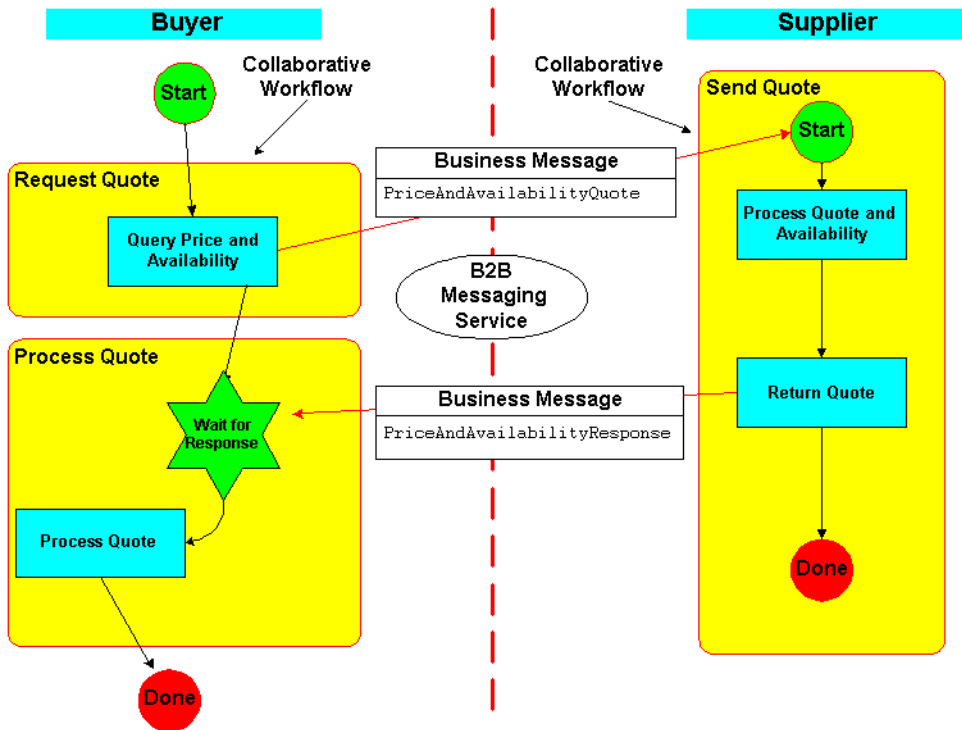 Buyer
Supplier
Collaborative
Workflow
Collaborative
Workflow
Start
Send Quote
Start
Request Quote
Business Message
PriceAndAvailabilityQuote
Query Price and
Availability
Process Quote and
Availability
B2B
Messaging
Service
Process Quote
Wait for
Response
Business Message
PriceAndAvailabilityResponse
Return Quote
Process Quote
Done
Done